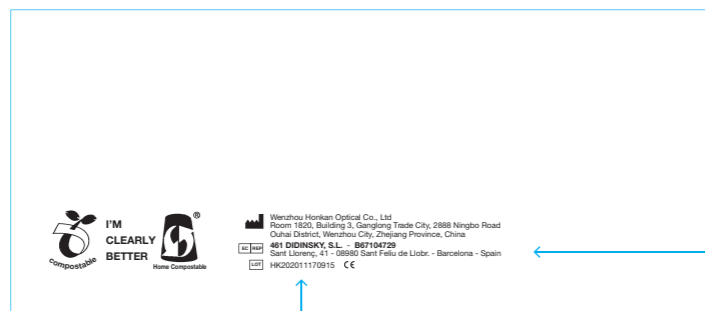 compostable
I'M
CLEARLY
BETTER
®
Home Compostable
Wenzhou Honkan Optical Co., Ltd
Room 1820, Building 3, Ganglong Trade City, 2888 Ningbo Road
Ouhai District, Wenzhou City, Zhejiang Province, China
EC REP 461 DIDINSKY, S.L. - B67104729
Sant Llorenç, 41 - 08980 Sant Feliu de Llobr. - Barcelona - Spain
LOT HK202011170915 CE